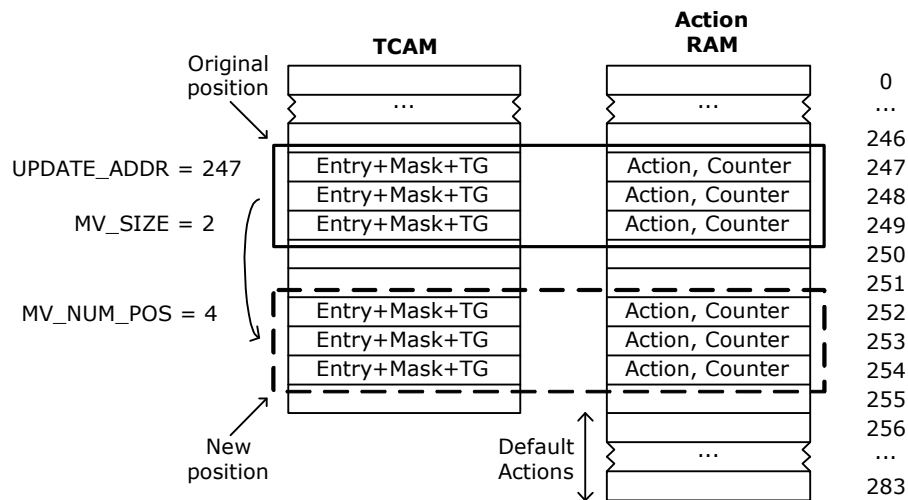 TCAM
Action
RAM
Original
position
0
...
...
...
246
UPDATE_ADDR = 247
Entry+Mask+TG
Action, Counter
247
Entry+Mask+TG
Action, Counter
248
MV_SIZE = 2
Entry+Mask+TG
Action, Counter
249
250
251
MV_NUM_POS = 4
Entry+Mask+TG
Action, Counter
252
Entry+Mask+TG
Action, Counter
253
Entry+Mask+TG
Action, Counter
254
255
New
position
Default
Actions
256
...
...
283